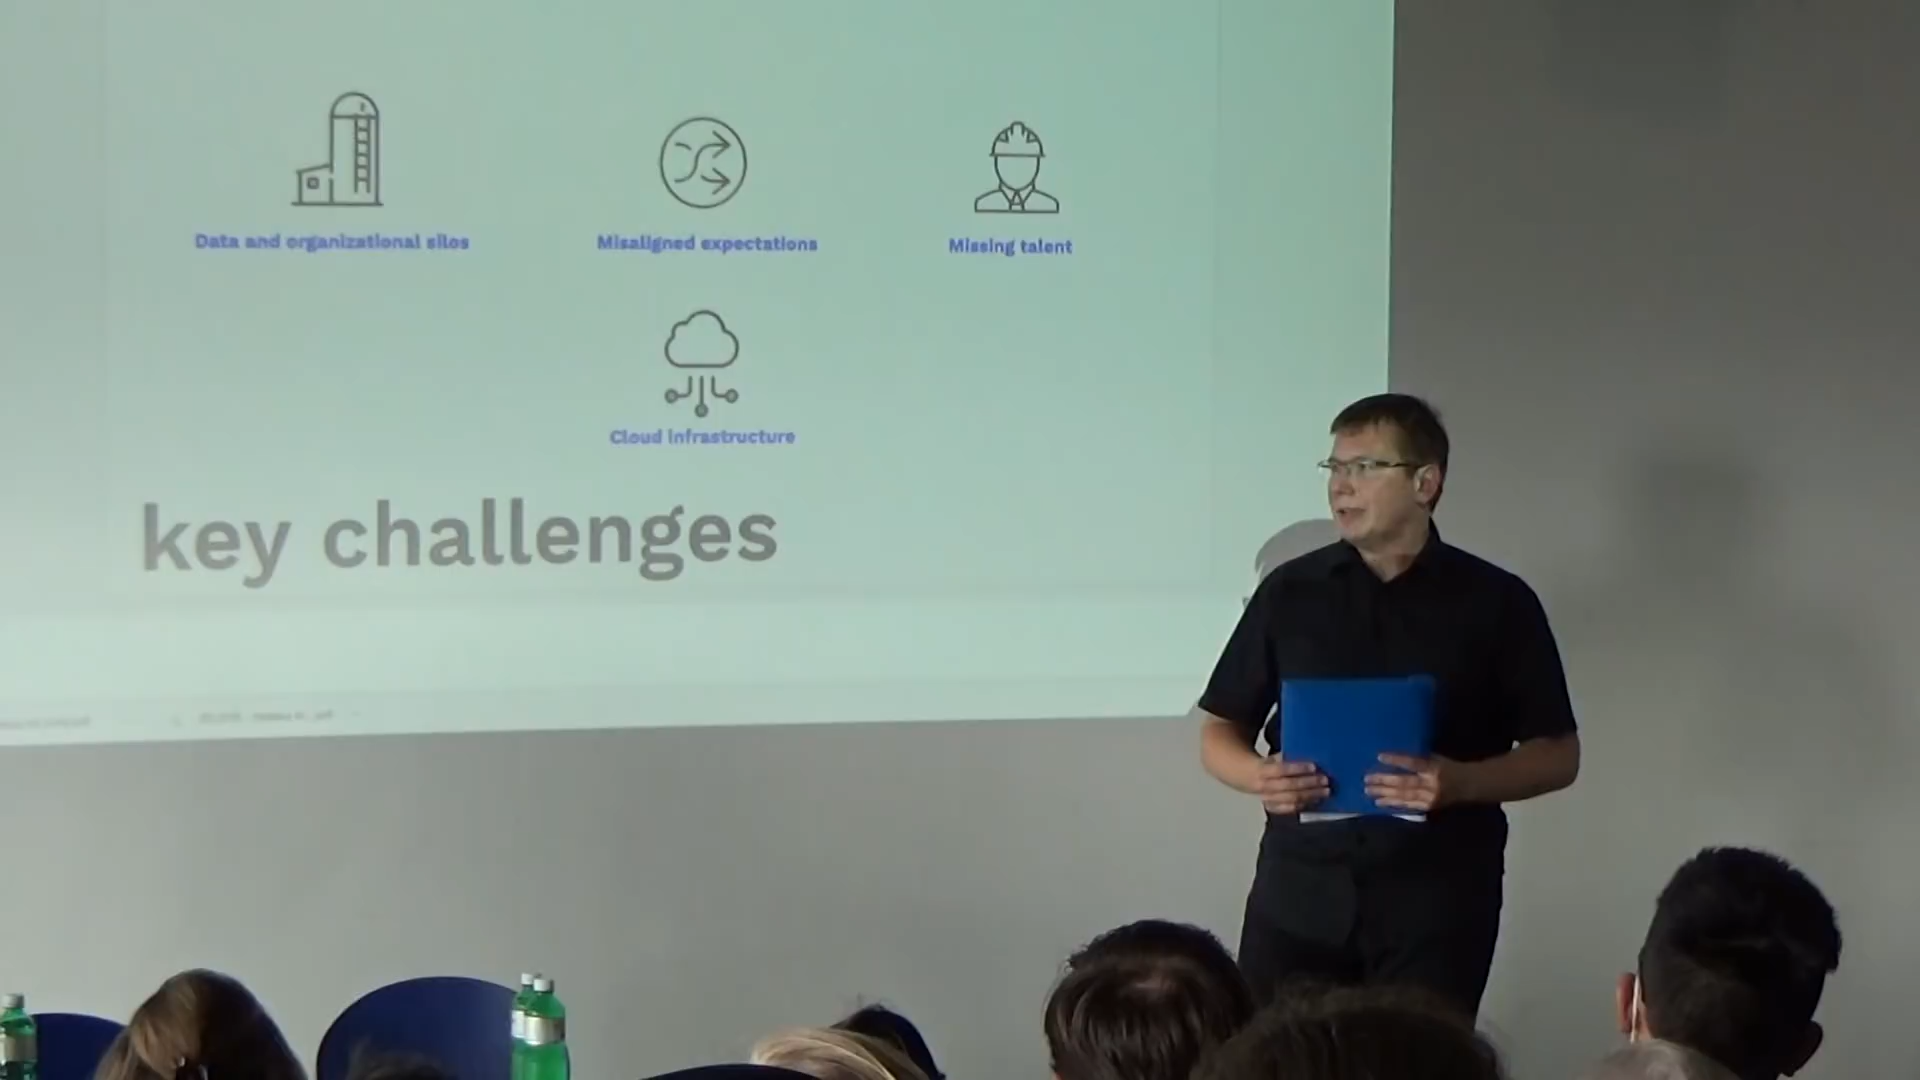 Data and organizational silos
Misaligned expectations
Missing talent
Cloud infrastructure
key challenges